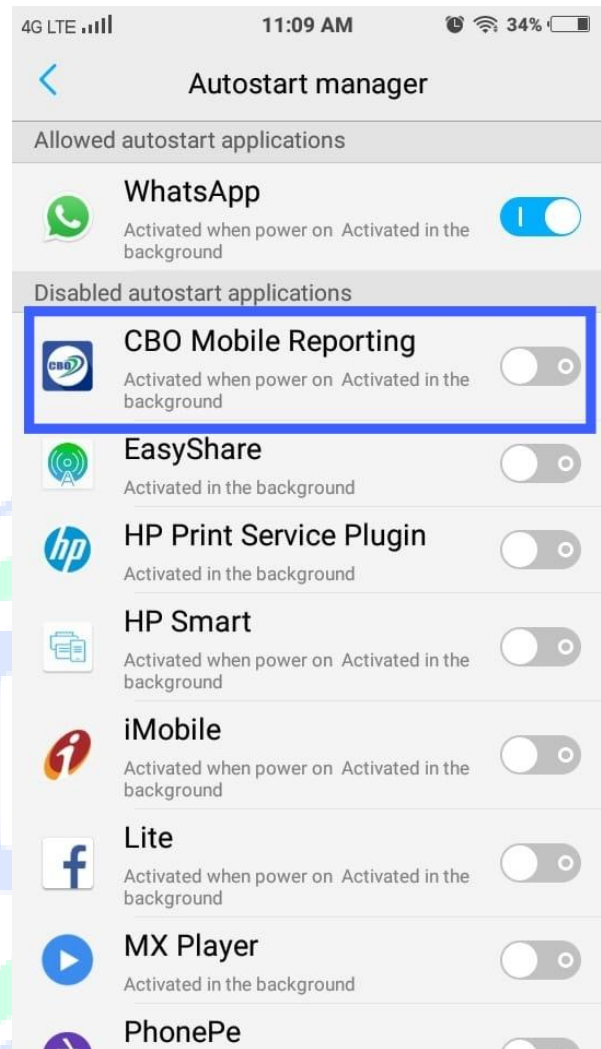 4G LTE 11:09 AM 34%
Autostart manager
Allowed autostart applications
WhatsApp
Activated when power on Activated in the
background
Disabled autostart applications
CBO
CBO Mobile Reporting
Activated when power on Activated in the
background
EasyShare
Activated in the background
hp
HP Print Service Plugin
Activated in the background
HP Smart
Activated when power on Activated in the
background
iMobile
Activated when power on Activated in the
background
Lite
Activated when power on Activated in the
background
MX Player
Activated in the background
PhonePe